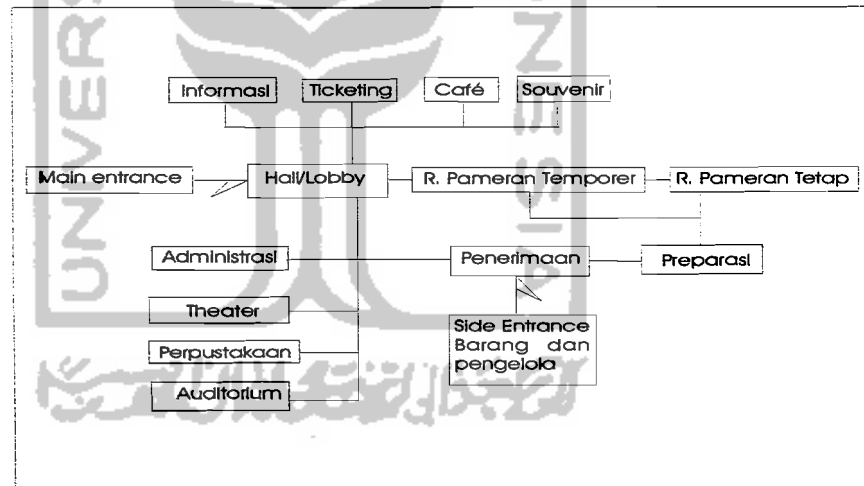 Informasi
Ticketing
Café
Souvenir
Main entrance
Hall/Lobby
R. Pameran Temporer
R. Pameran Tetap
Administrasi
Penerimaan
Preparasi
Theater
Side Entrance
Barang dan
pengelola
Perpustakaan
Auditorium